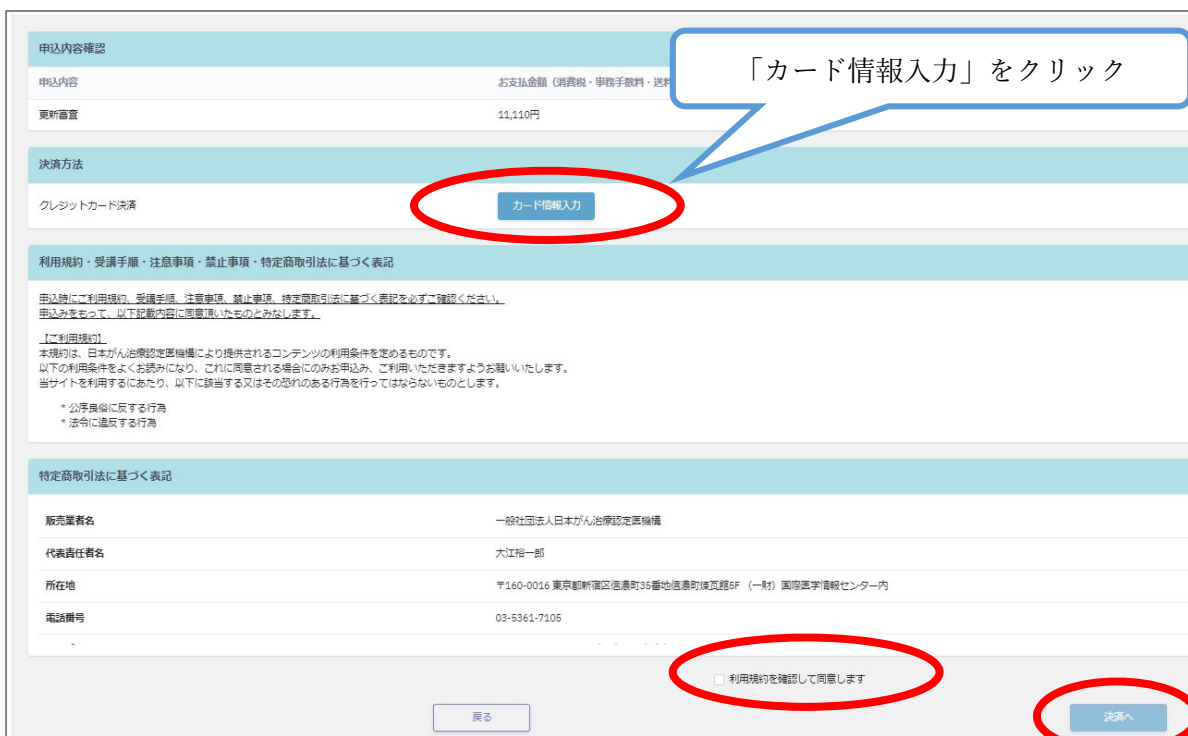 申込内容確認
「カード情報入力」をクリック
申込内容
お支払金額（消費税・事務手数料・送料
更新審査
11,110円
決済方法
クレジットカード決済
カード情報入力
利用規約・受講手順・注意事項・禁止事項・特定商取引法に基づく表記
申込時にご利用規約、受講手順、注意事項、禁止事項、特定商取引法に基づく表記を必ずご確認ください。
申込みをもって、以下記載内容に同意頂いたものとみなします。
【ご利用規約】
本規約は、日本がん治療認定医機構により提供されるコンテンツの利用条件を定めるものです。
以下の利用条件をよくお読みになり、これに同意される場合にのみお申込み、ご利用いただきますようお願いいたします。
当サイトを利用するにあたり、以下に該当する又はその恐れのある行為を行ってはならないものとします。
* 公序良俗に反する行為
* 法令に違反する行為
特定商取引法に基づく表記
販売業者名
一般社団法人日本がん治療認定医機構
代表責任者名
大江裕一郎
所在地
〒160-0016 東京都新宿区信濃町35番地信濃町煉瓦館5F （一財）国際医学情報センター内
電話番号
03-5361-7105
利用規約を確認して同意します
戻る
決済へ